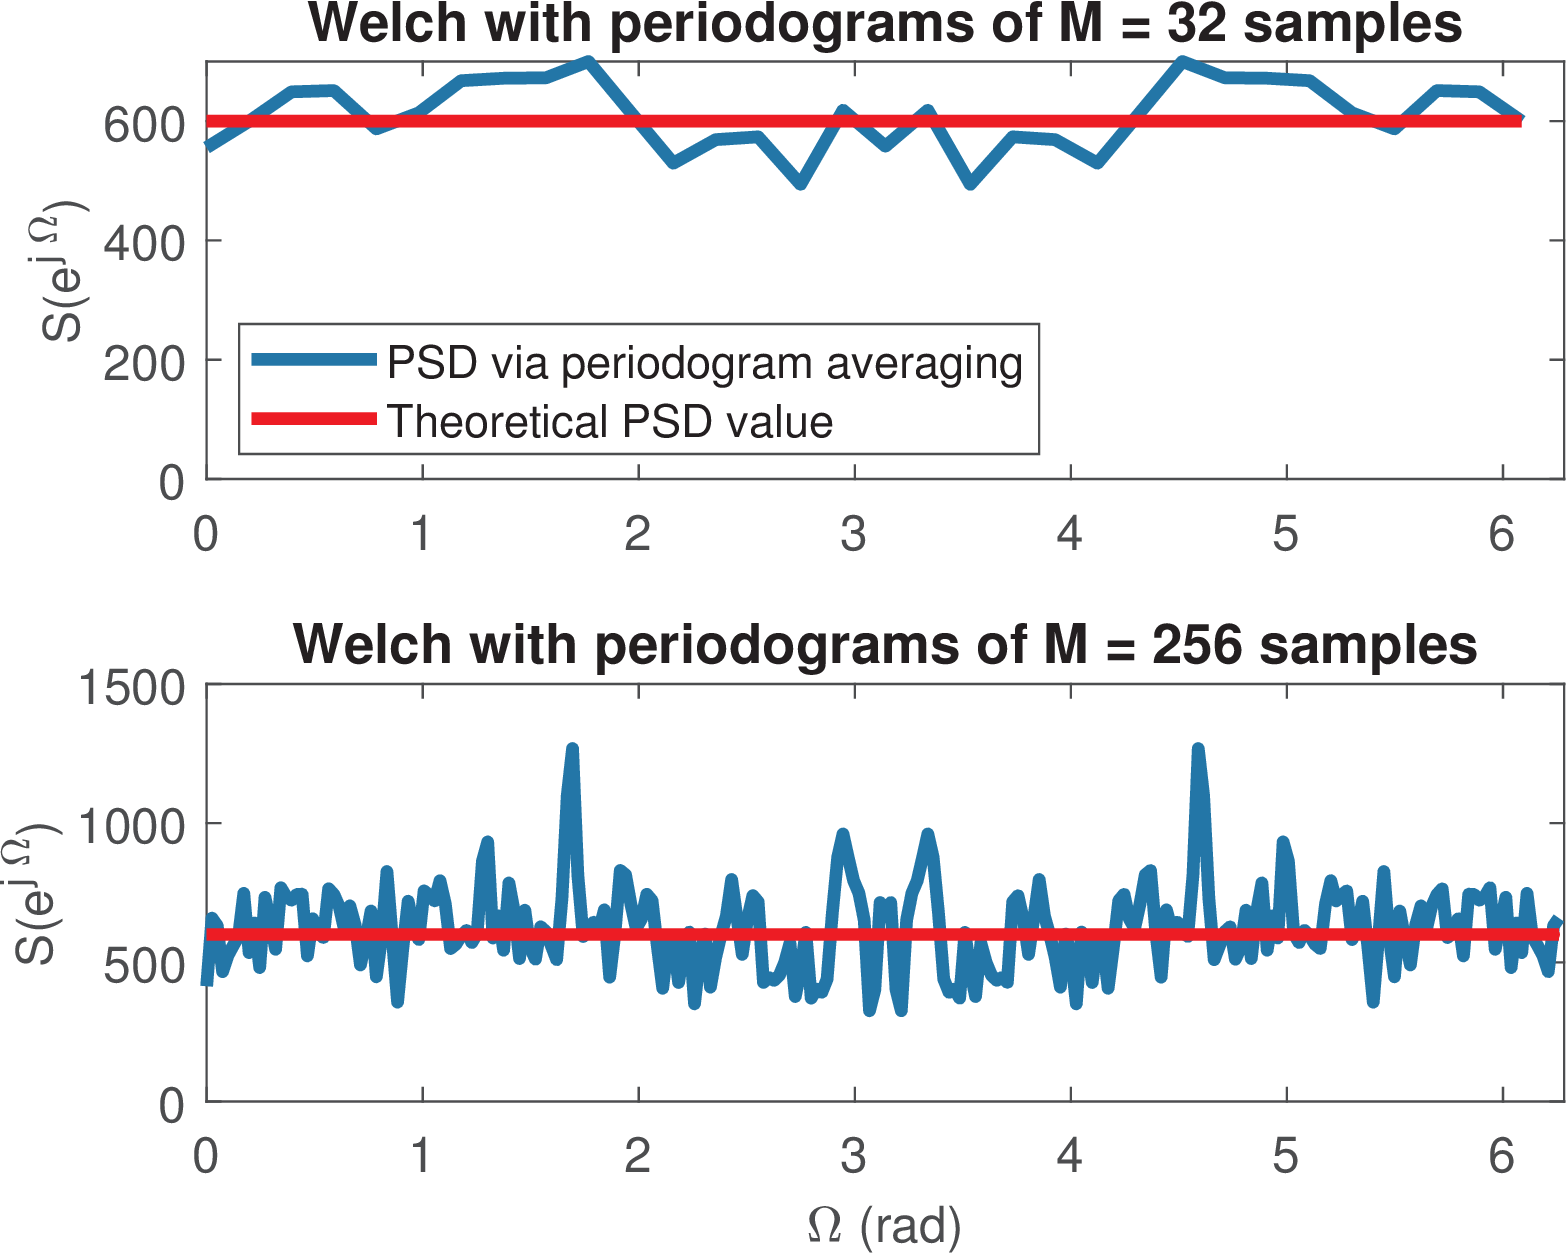 Welch with periodograms of M = 32 samples
S(e^{j Ω})
600
400
200
0
PSD via periodogram averaging
Theoretical PSD value
0 1 2 3 4 5 6
Welch with periodograms of M = 256 samples
S(e^{j Ω})
1500
1000
500
0
0 1 2 3 4 5 6
Ω (rad)